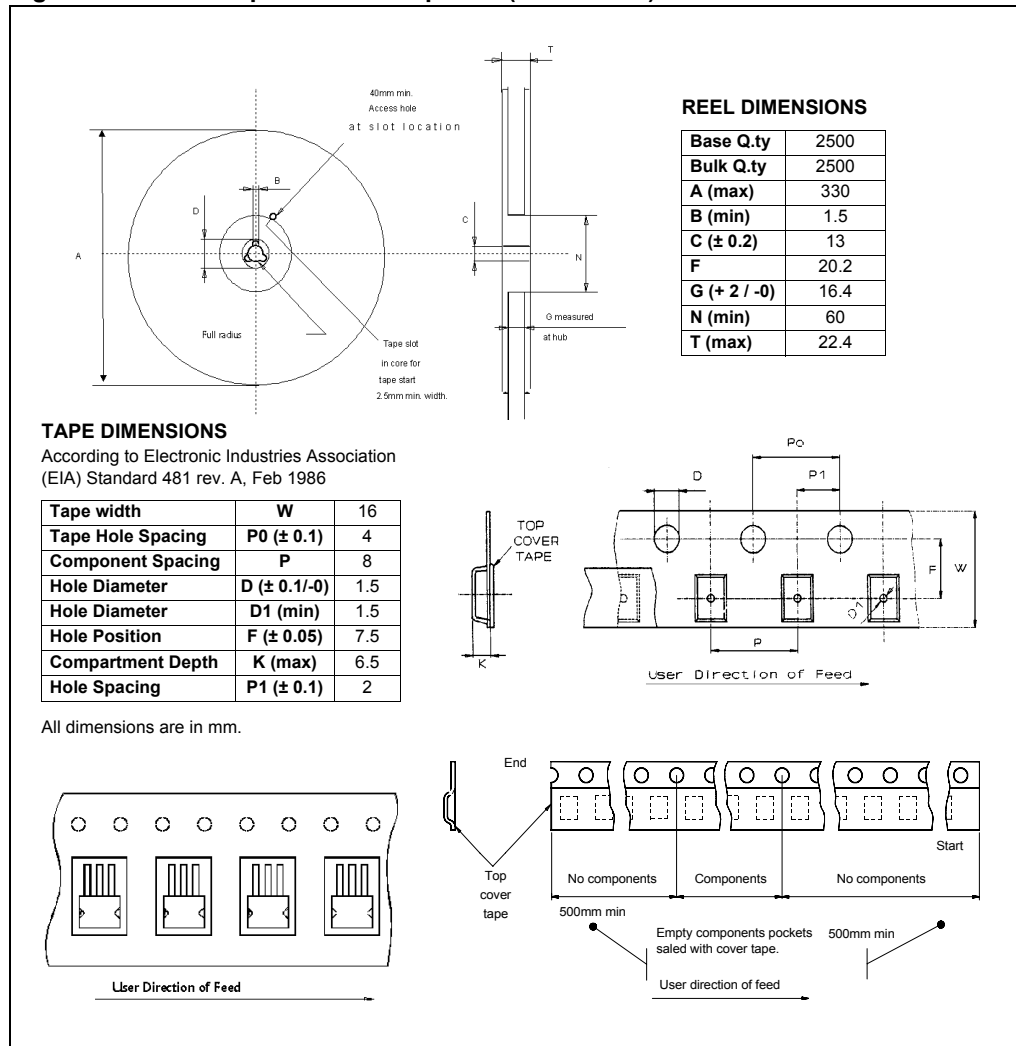 T
40mm min.
Access hole
at slot location
B
D
C
A
N
Full radius
G measured
at hub
Tape slot
in core for
tape start
2.5mm min. width.
REEL DIMENSIONS
Base Q.ty 2500
Bulk Q.ty 2500
A (max) 330
B (min) 1.5
C (± 0.2) 13
F 20.2
G (+ 2 / -0) 16.4
N (min) 60
T (max) 22.4
TAPE DIMENSIONS
According to Electronic Industries Association
(EIA) Standard 481 rev. A, Feb 1986
Tape width W 16
Tape Hole Spacing P0 (± 0.1) 4
Component Spacing P 8
Hole Diameter D (± 0.1/-0) 1.5
Hole Diameter D1 (min) 1.5
Hole Position F (± 0.05) 7.5
Compartment Depth K (max) 6.5
Hole Spacing P1 (± 0.1) 2
All dimensions are in mm.
TOP
COVER
TAPE
K
Po
D
P1
F
W
D1
P
User Direction of Feed
User Direction of Feed
End
Start
Top
cover
tape
No components
Components
No components
500mm min
Empty components pockets
saled with cover tape.
500mm min
User direction of feed